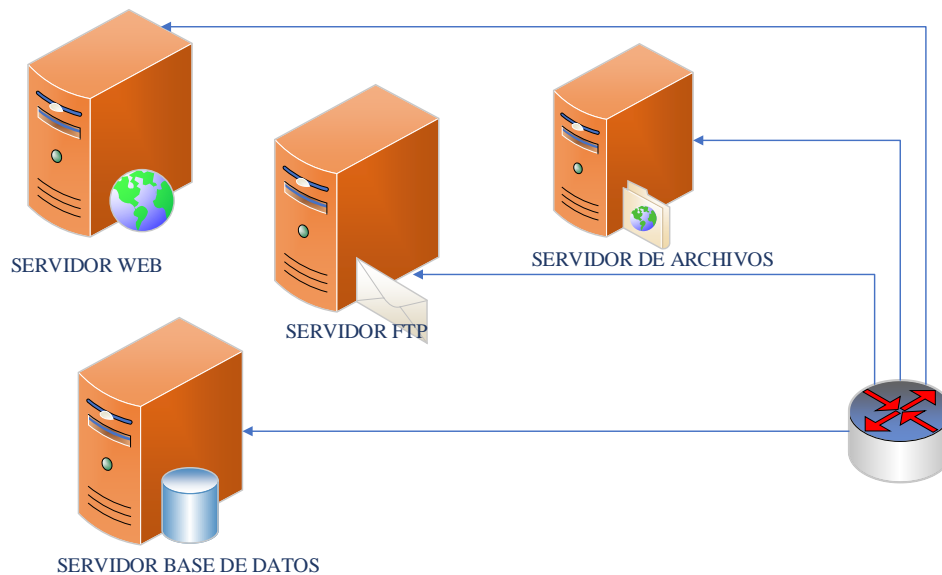 SERVIDOR WEB
SERVIDOR DE ARCHIVOS
SERVIDOR FTP
SERVIDOR BASE DE DATOS